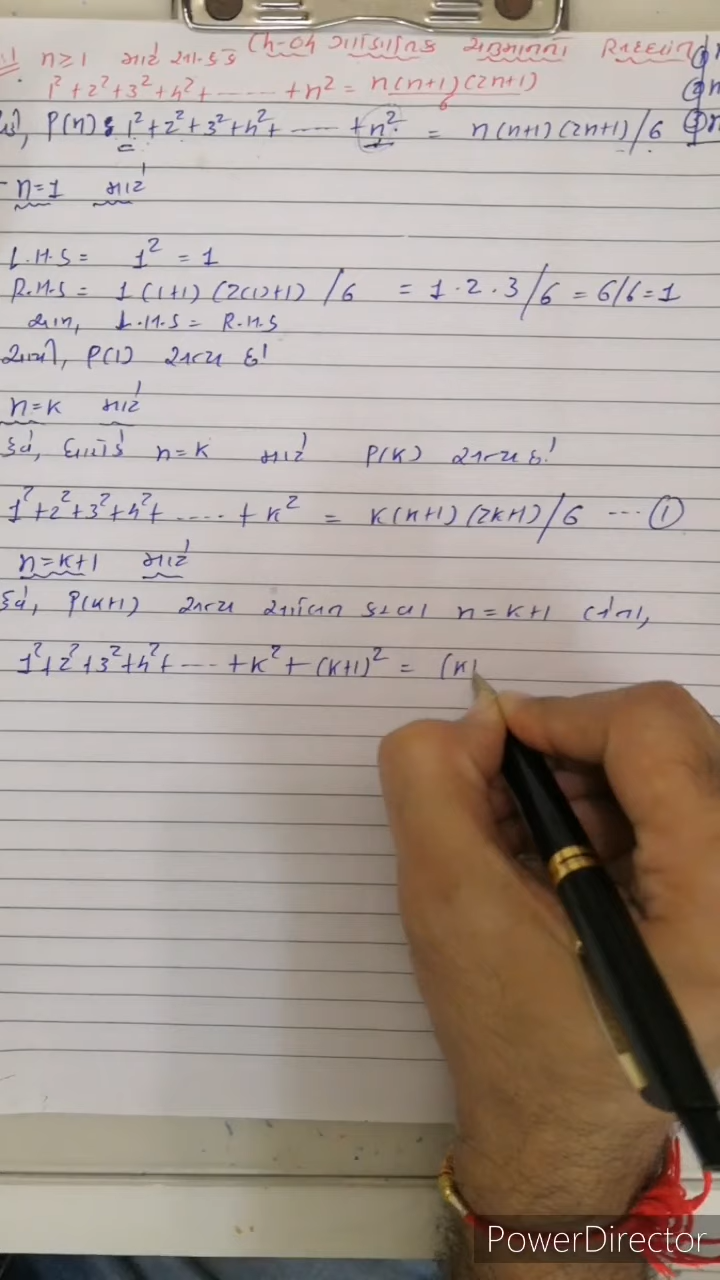 Ch-04 ગાણિતિક અનુમાનનો સિદ્ધાંત
n≥1 માટે સા.ક.કે
1² + 2² + 3² + 4² + ------ + n² = n(n+1)(2n+1) / 6
P(n) : 1² + 2² + 3² + 4² + ---- + n² = n(n+1)(2n+1)/6
n=1 માટે
L.H.S = 1² = 1
R.H.S = 1(1+1)(2(1)+1)/6 = 1·2·3/6 = 6/6 = 1
આમ, L.H.S = R.H.S
P(1) સત્ય છે
n=k માટે
હવે, ધારોકે n=k માટે P(k) સત્ય છે.
1² + 2² + 3² + 4² + ..... + k² = k(k+1)(2k+1)/6 --- ①
n=k+1 માટે
હવે, P(k+1) સત્ય સાબિત કરવા n=k+1 લેતા,
1² + 2² + 3² + 4² + --- + k² + (k+1)² = (k
PowerDirector